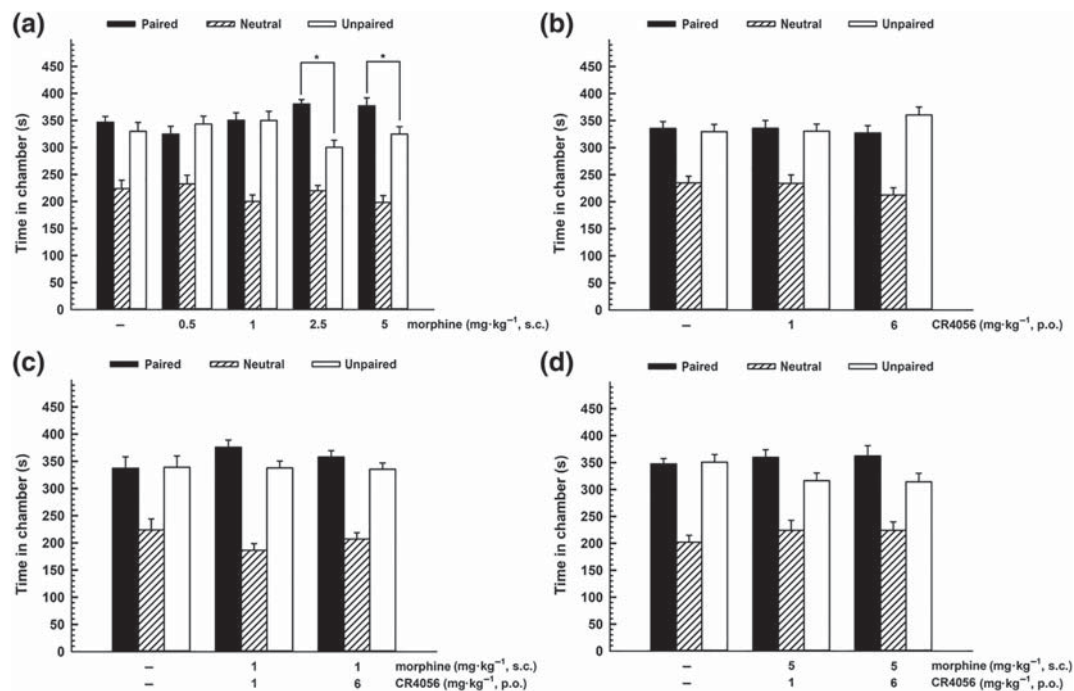 (a)
Paired Neutral Unpaired
Time in chamber (s)
450
400
350
300
250
200
150
100
50
0
* *
– 0.5 1 2.5 5 morphine (mg·kg⁻¹, s.c.)
(b)
Paired Neutral Unpaired
Time in chamber (s)
450
400
350
300
250
200
150
100
50
0
– 1 6 CR4056 (mg·kg⁻¹, p.o.)
(c)
Paired Neutral Unpaired
Time in chamber (s)
450
400
350
300
250
200
150
100
50
0
– 1 1 morphine (mg·kg⁻¹, s.c.)
– 1 6 CR4056 (mg·kg⁻¹, p.o.)
(d)
Paired Neutral Unpaired
Time in chamber (s)
450
400
350
300
250
200
150
100
50
0
– 5 5 morphine (mg·kg⁻¹, s.c.)
– 1 6 CR4056 (mg·kg⁻¹, p.o.)